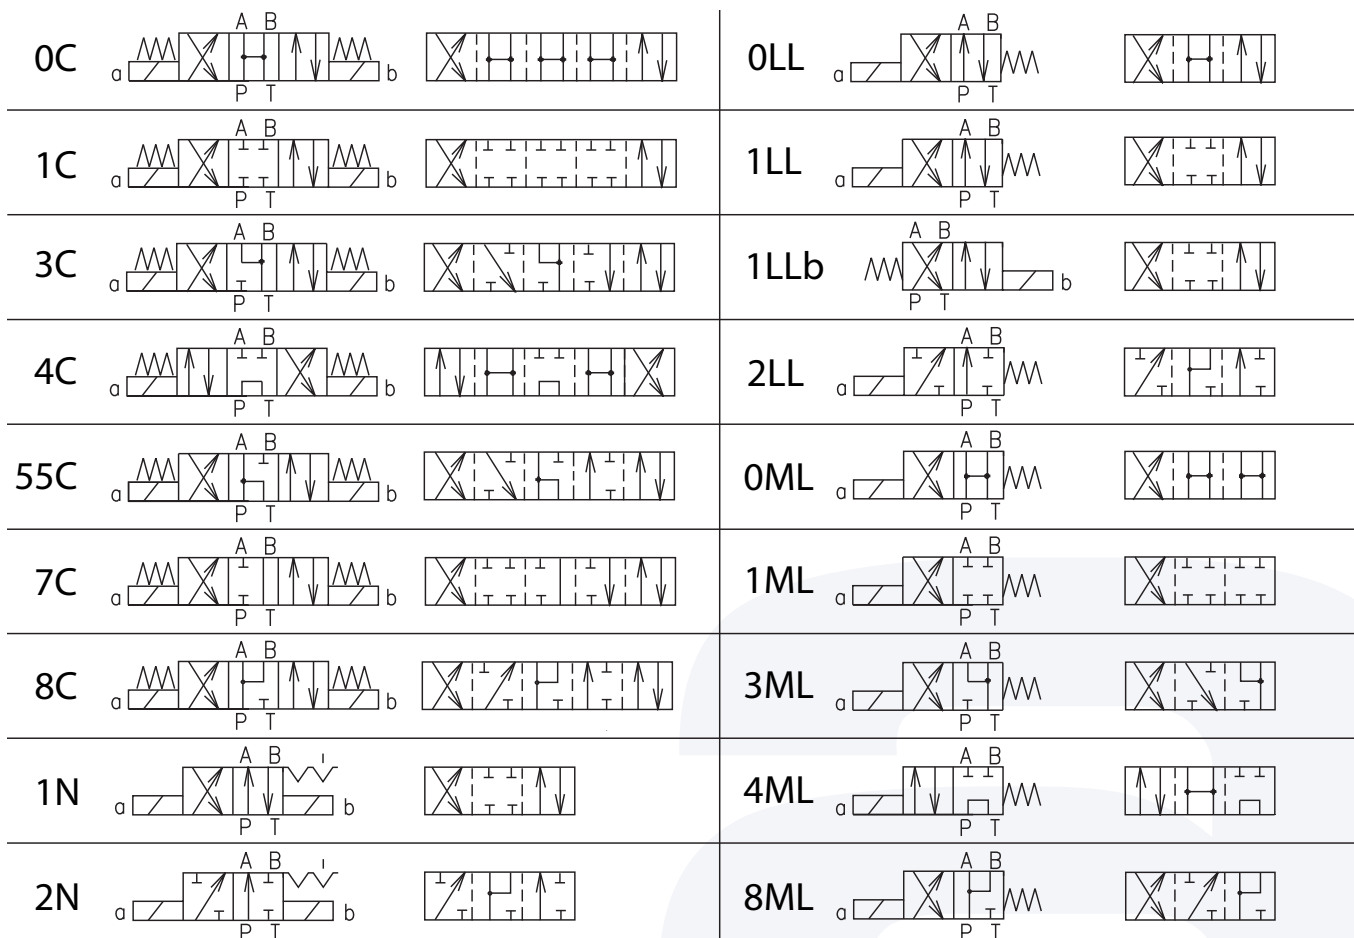 A B
0C a b
P T
A B
1C a b
P T
A B
3C a b
P T
A B
4C a b
P T
A B
55C a b
P T
A B
7C a b
P T
A B
8C a b
P T
A B
1N a b
P T
A B
2N a b
P T
A B
0LL a
P T
A B
1LL a
P T
A B
1LLb b
P T
A B
2LL a
P T
A B
0ML a
P T
A B
1ML a
P T
A B
3ML a
P T
A B
4ML a
P T
A B
8ML a
P T